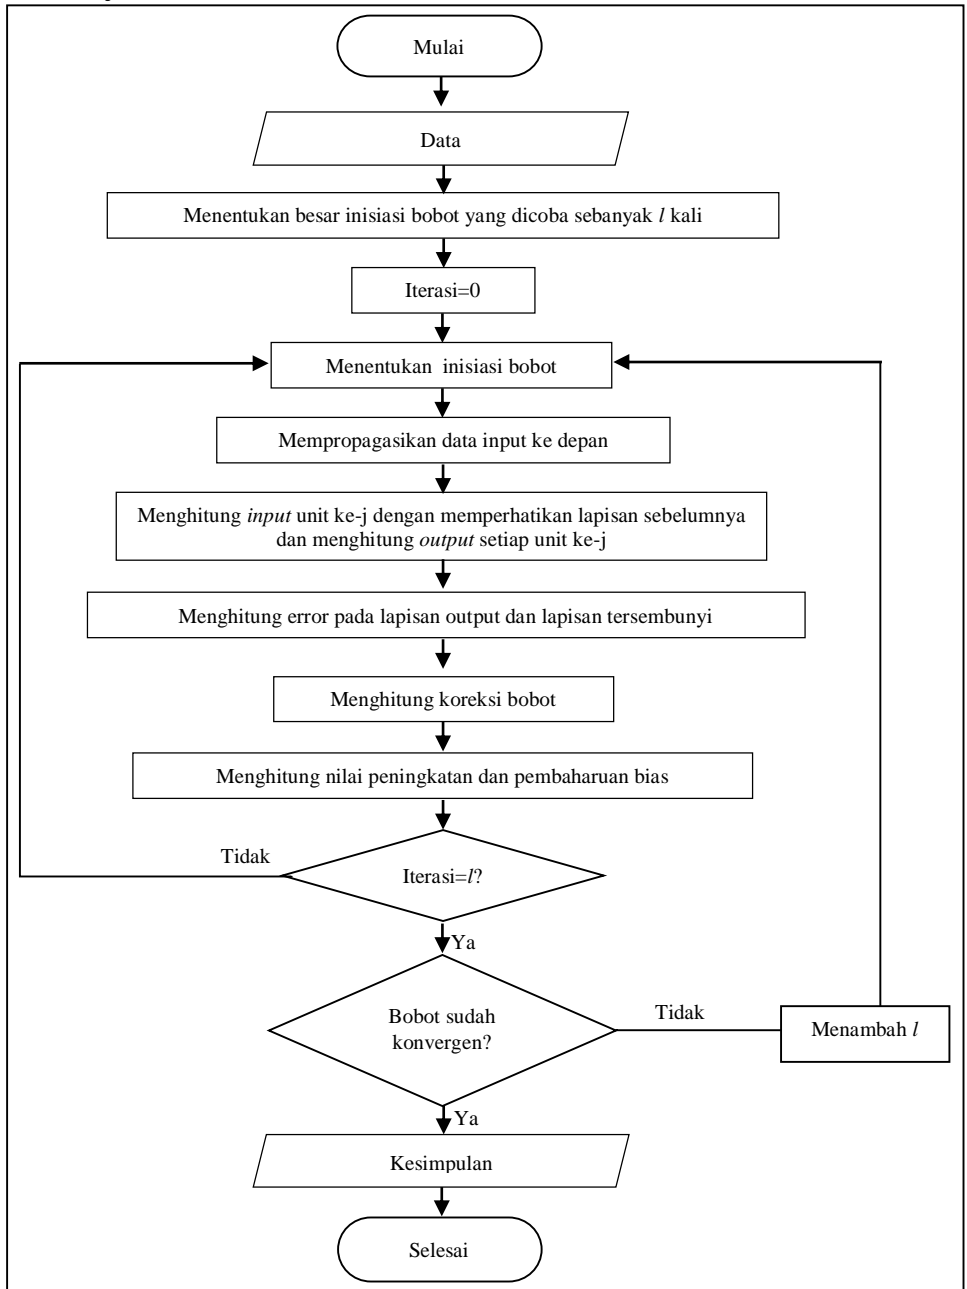 Mulai
Data
Menentukan besar inisiasi bobot yang dicoba sebanyak l kali
Iterasi=0
Menentukan inisiasi bobot
Mempropagasikan data input ke depan
Menghitung input unit ke-j dengan memperhatikan lapisan sebelumnya
dan menghitung output setiap unit ke-j
Menghitung error pada lapisan output dan lapisan tersembunyi
Menghitung koreksi bobot
Menghitung nilai peningkatan dan pembaharuan bias
Tidak
Iterasi=l?
Ya
Bobot sudah
konvergen?
Tidak
Menambah l
Ya
Kesimpulan
Selesai